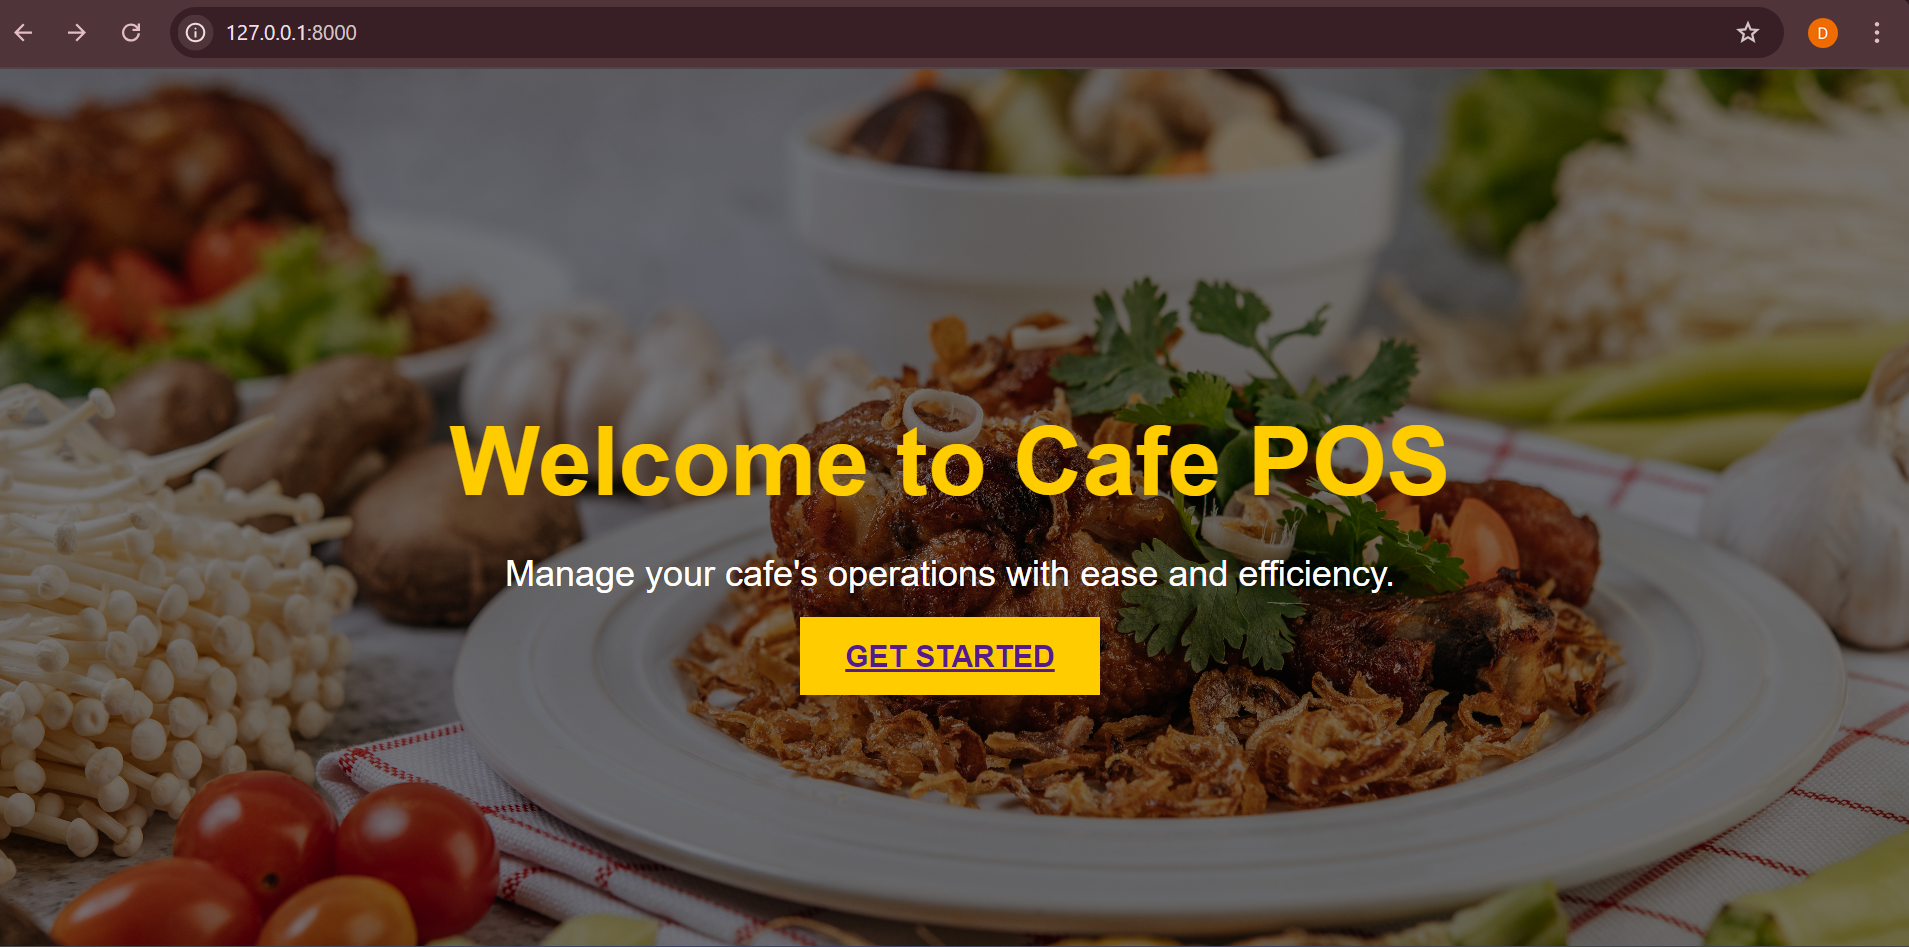 127.0.0.1:8000
D
Welcome to Cafe POS
Manage your cafe's operations with ease and efficiency.
GET STARTED